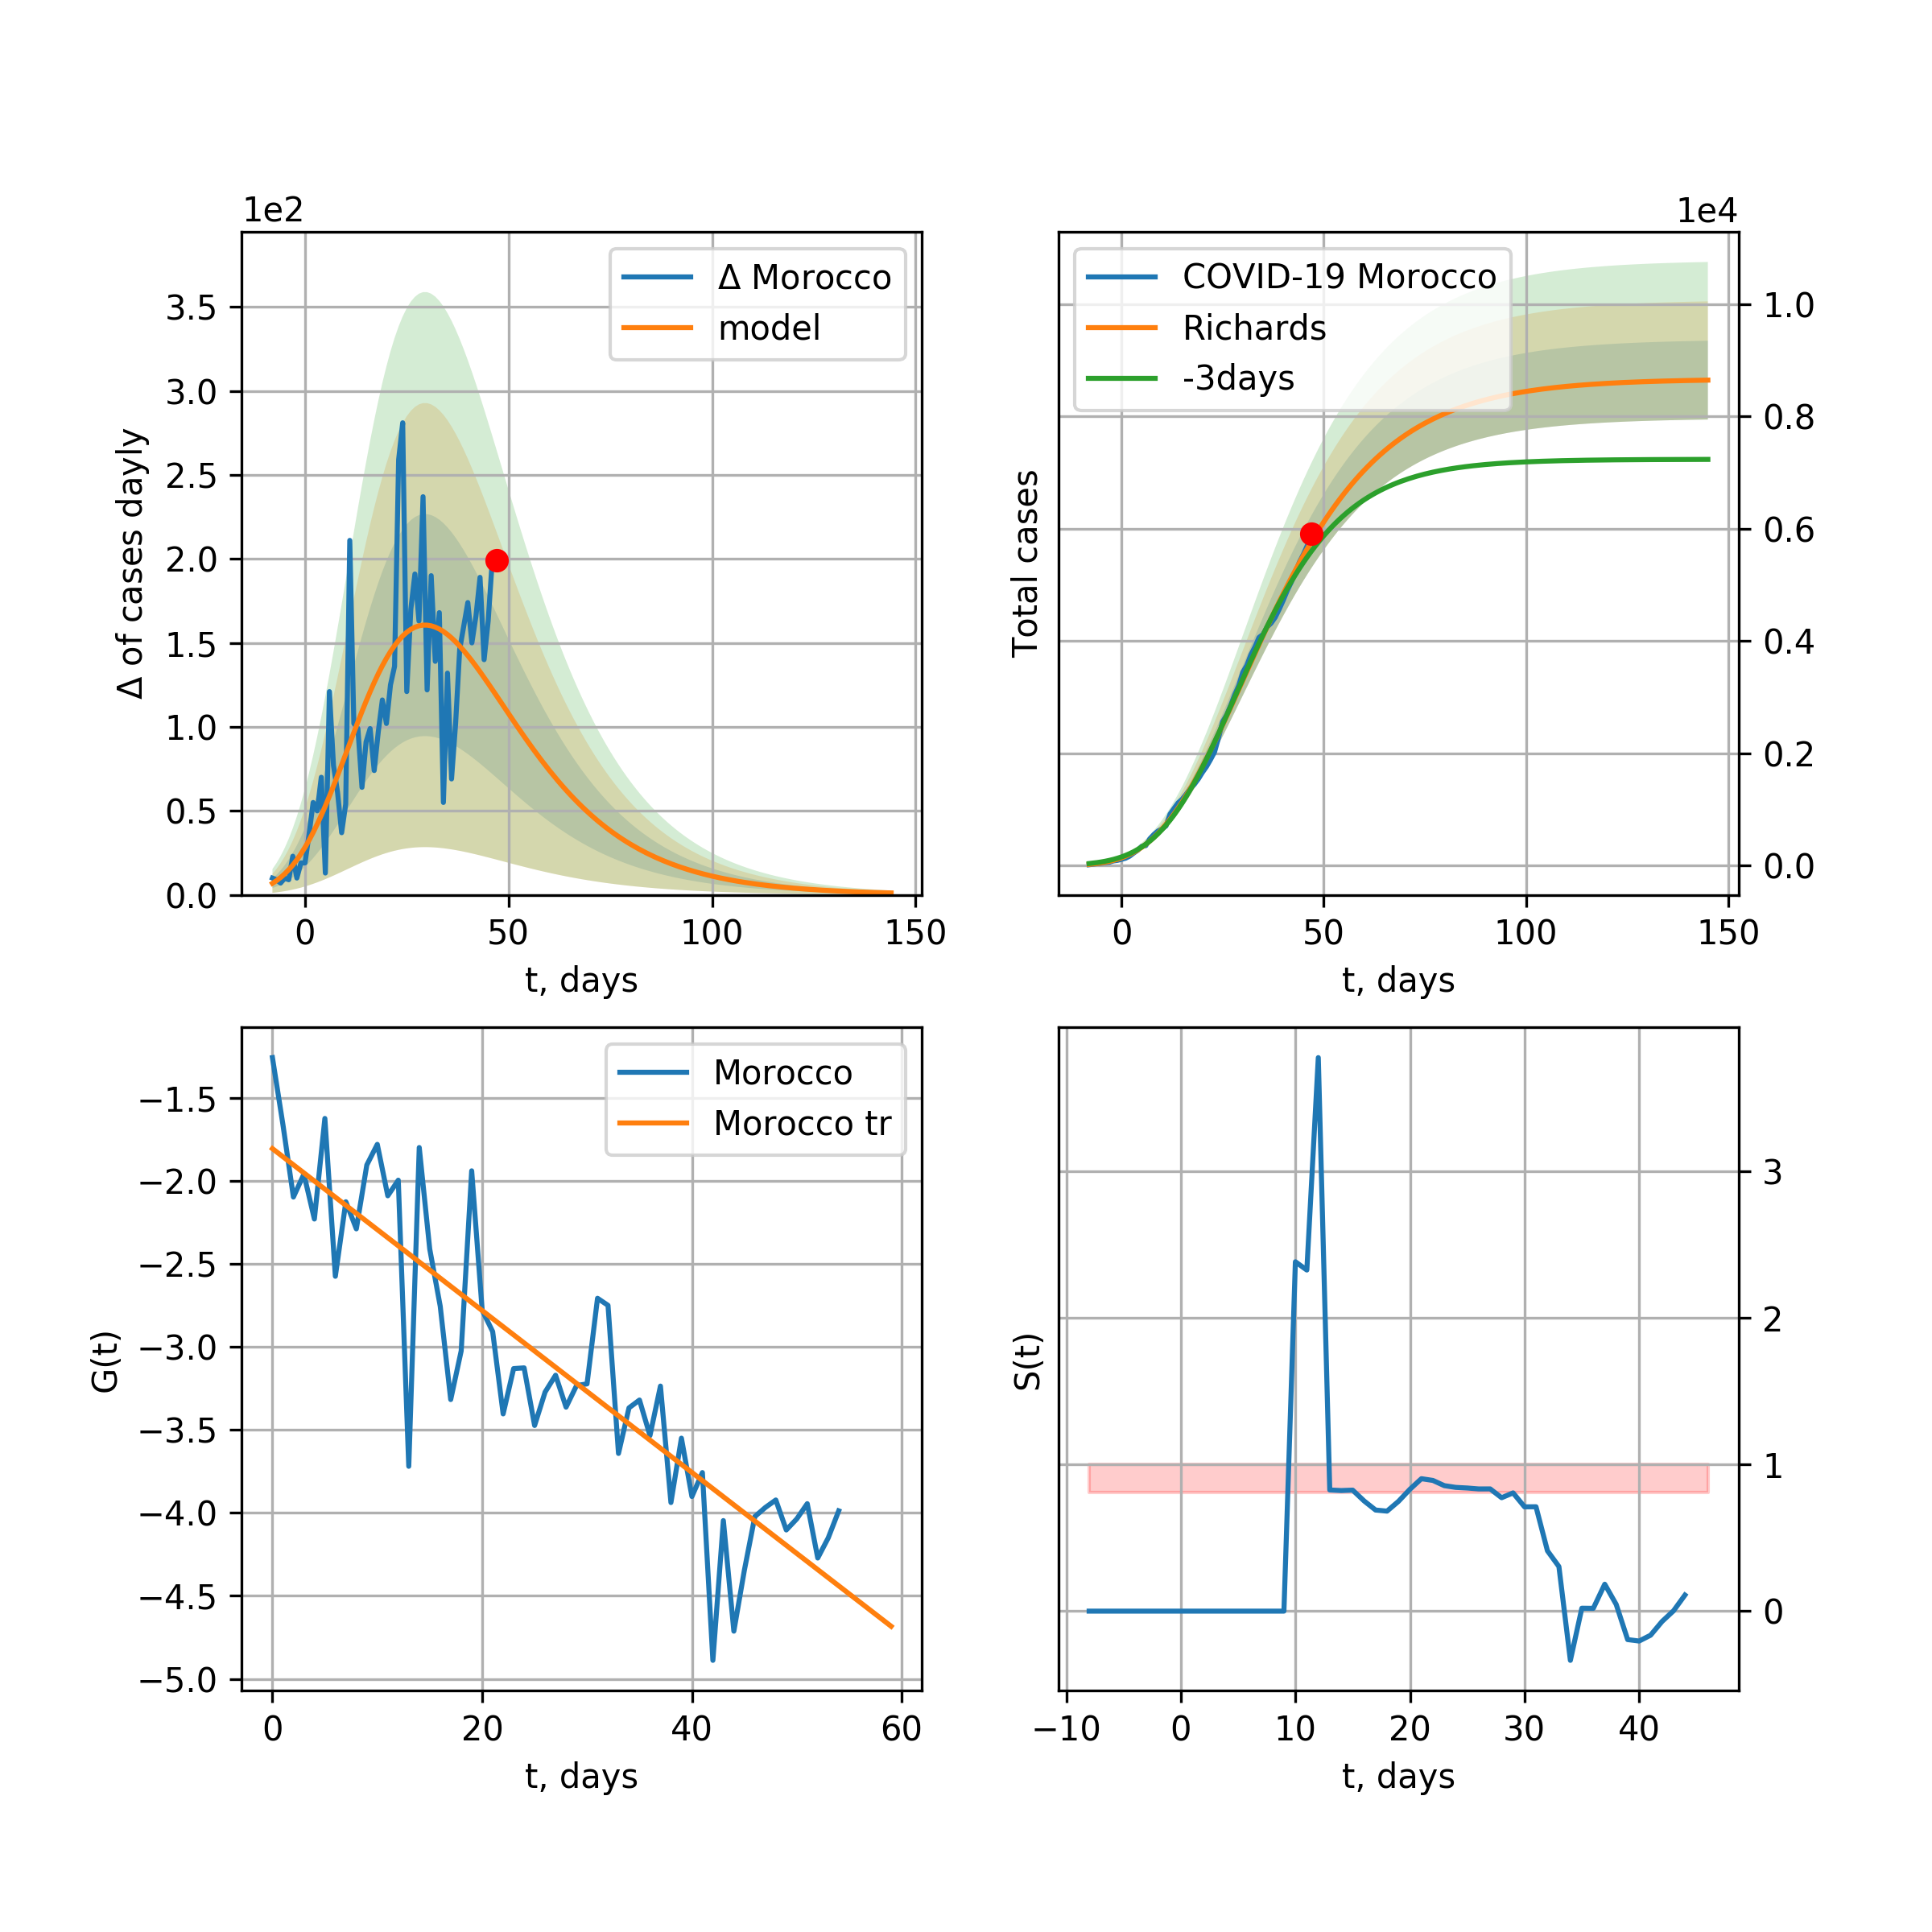 1e2
Δ of cases dayly
3.5
3.0
2.5
2.0
1.5
1.0
0.5
0.0
0 50 100 150
t, days
Δ Morocco
model
1e4
Total cases
1.0
0.8
0.6
0.4
0.2
0.0
0 50 100 150
t, days
COVID-19 Morocco
Richards
-3days
G(t)
−1.5
−2.0
−2.5
−3.0
−3.5
−4.0
−4.5
−5.0
0 20 40 60
t, days
Morocco
Morocco tr
S(t)
3
2
1
0
−10 0 10 20 30 40
t, days